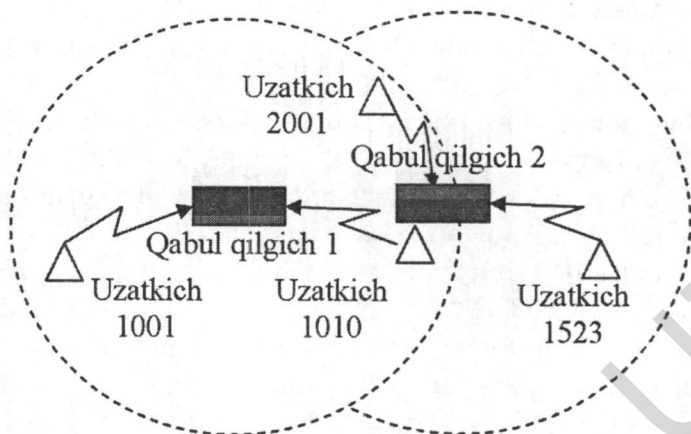 Uzatkich
2001
Qabul qilgich 2
Qabul qilgich 1
Uzatkich
1001
Uzatkich
1010
Uzatkich
1523